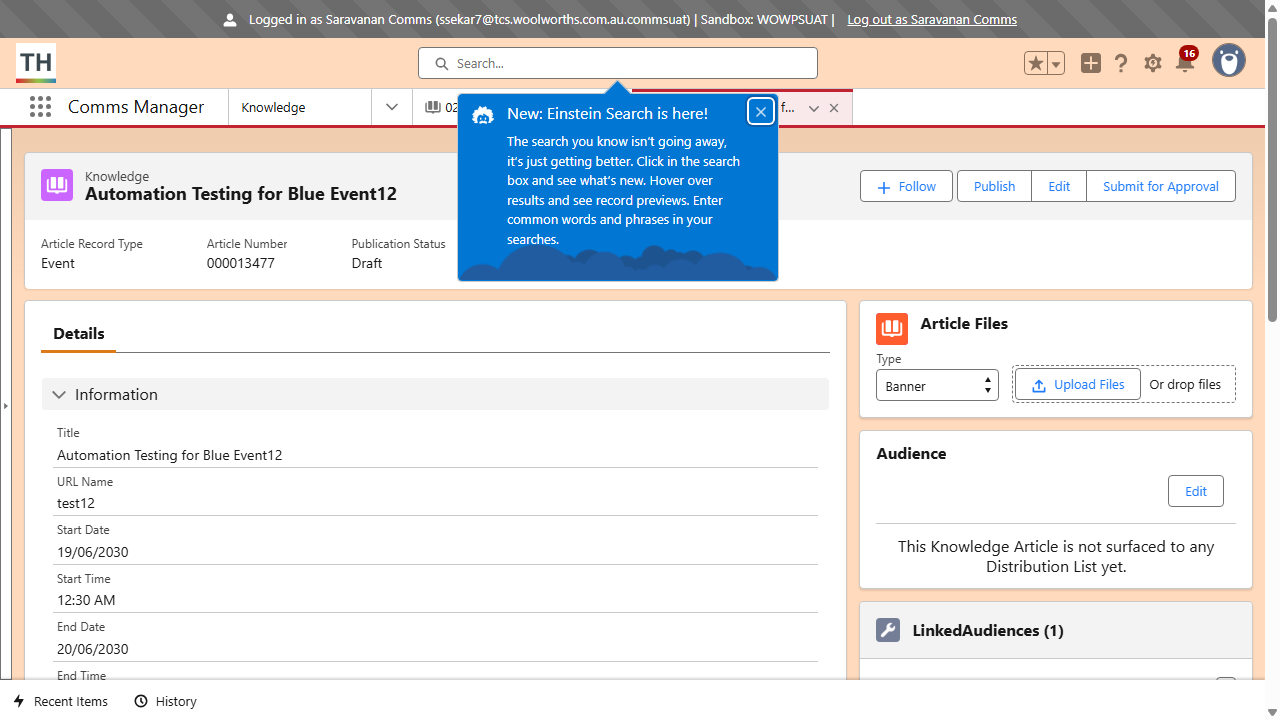 Logged in as Saravanan Comms (ssekar7@tcs.woolworths.com.au.commsuat) | Sandbox: WOWPSUAT | Log out as Saravanan Comms
TH
Search...
16
Comms Manager
Knowledge
02
f...
New: Einstein Search is here!
The search you know isn't going away,
it's just getting better. Click in the search
box and see what's new. Hover over
results and see record previews. Enter
common words and phrases in your
searches.
Knowledge
Automation Testing for Blue Event12
Follow
Publish
Edit
Submit for Approval
Article Record Type
Event
Article Number
000013477
Publication Status
Draft
Details
Information
Title
Automation Testing for Blue Event12
URL Name
test12
Start Date
19/06/2030
Start Time
12:30 AM
End Date
20/06/2030
End Time
Article Files
Type
Banner
Upload Files
Or drop files
Audience
Edit
This Knowledge Article is not surfaced to any
Distribution List yet.
LinkedAudiences (1)
Recent Items
History